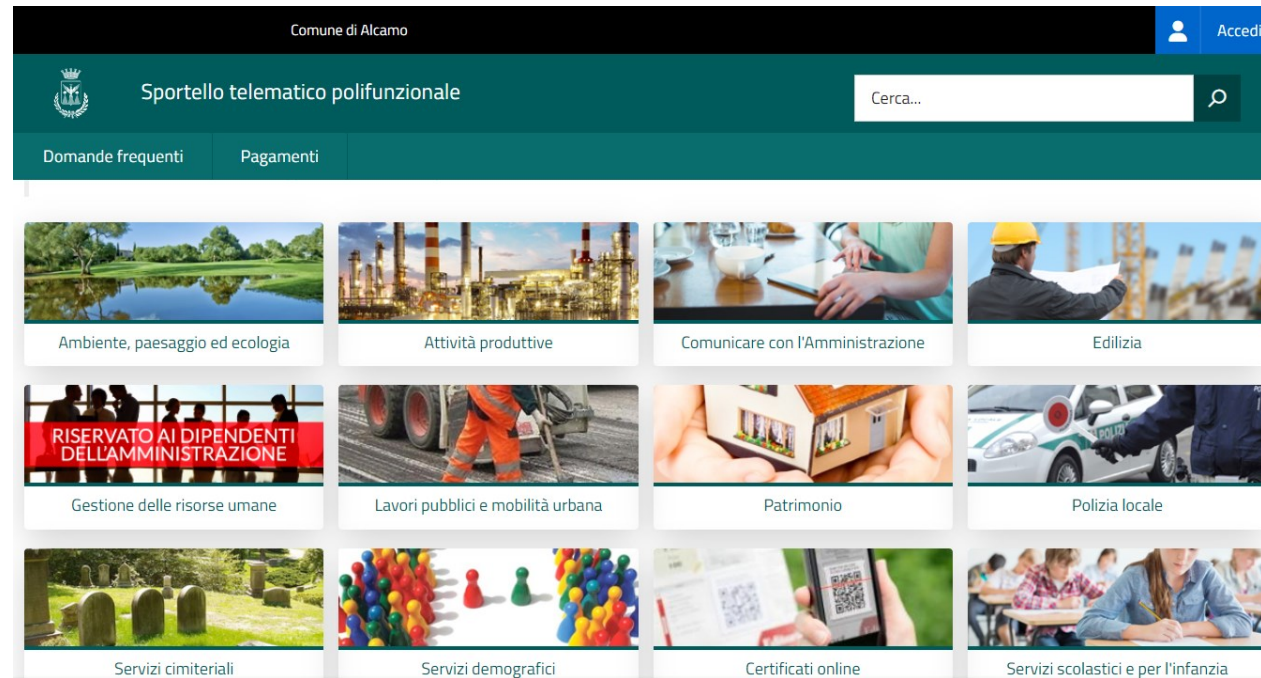 Comune di Alcamo
Accedi
Sportello telematico polifunzionale
Cerca...
Domande frequenti
Pagamenti
Ambiente, paesaggio ed ecologia
Attività produttive
Comunicare con l'Amministrazione
Edilizia
RISERVATO AI DIPENDENTI
DELL'AMMINISTRAZIONE
POLIZI
Gestione delle risorse umane
Lavori pubblici e mobilità urbana
Patrimonio
Polizia locale
Servizi cimiteriali
Servizi demografici
Certificati online
Servizi scolastici e per l'infanzia